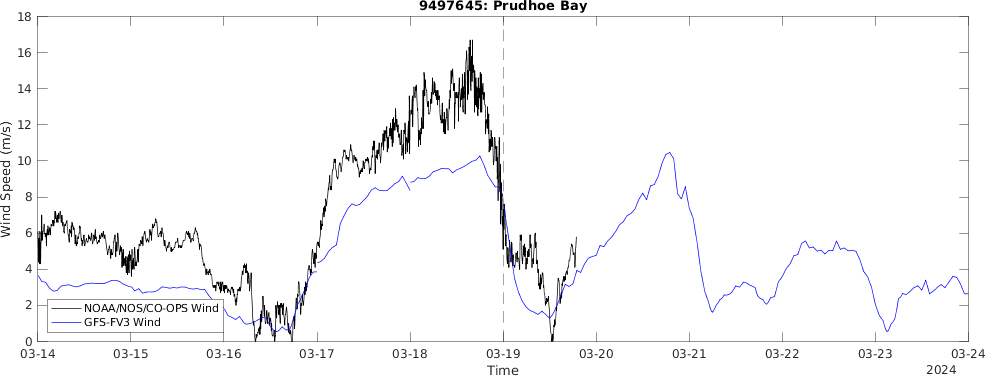 9497645: Prudhoe Bay
18
16
14
12
10
8
6
4
2
0
Wind Speed (m/s)
NOAA/NOS/CO-OPS Wind
GFS-FV3 Wind
03-14 03-15 03-16 03-17 03-18 03-19 03-20 03-21 03-22 03-23 03-24
Time
2024